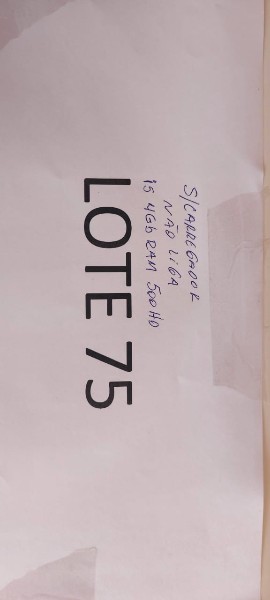 S/CARREGADOR
NÃO LIGA
i5 4Gb RAM 500HD
LOTE 75